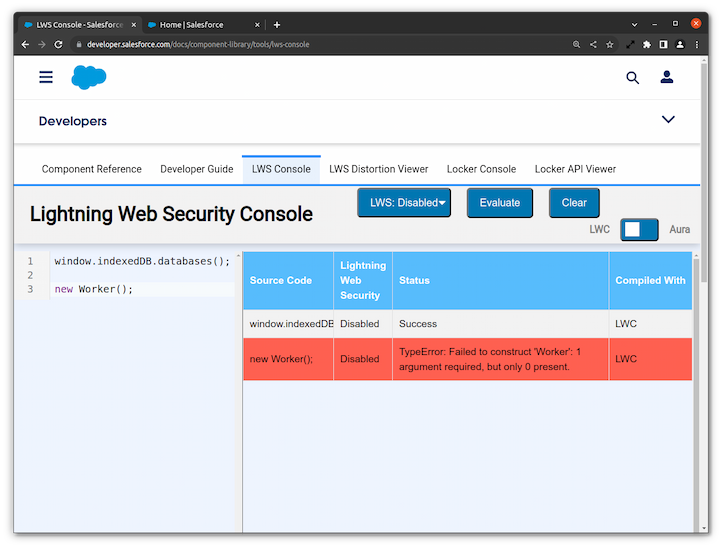 LWS Console - Salesforce
Home | Salesforce
developer.salesforce.com/docs/component-library/tools/lws-console
Developers
Component Reference Developer Guide LWS Console LWS Distortion Viewer Locker Console Locker API Viewer
Lightning Web Security Console
LWS: Disabled Evaluate Clear
LWC Aura
1 window.indexedDB.databases();
2
3 new Worker();
Source Code Lightning Web Security Status Compiled With
window.indexedDB Disabled Success LWC
new Worker(); Disabled TypeError: Failed to construct 'Worker': 1
argument required, but only 0 present. LWC